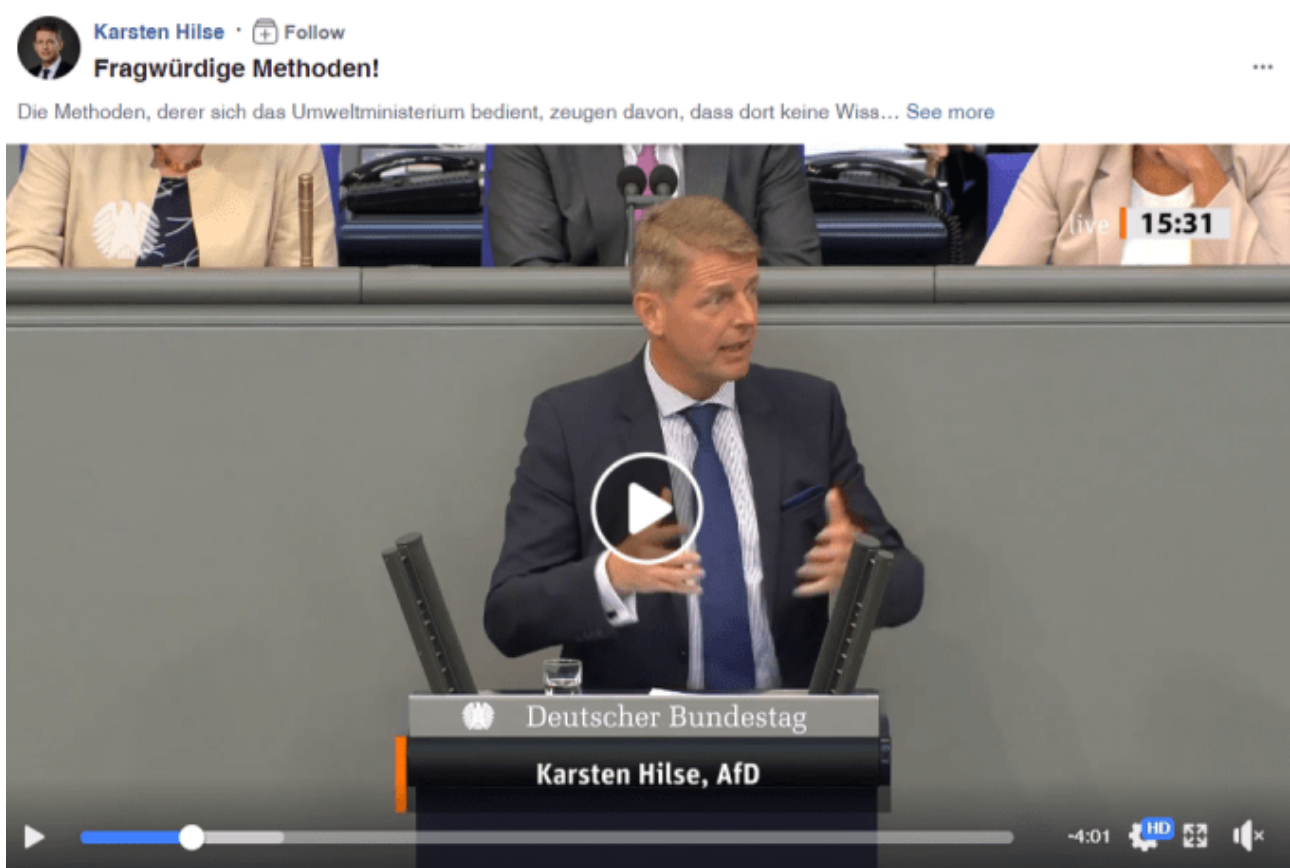 Karsten Hilse · Follow
Fragwürdige Methoden!
...
Die Methoden, derer sich das Umweltministerium bedient, zeugen davon, dass dort keine Wiss... See more
live 15:31
Deutscher Bundestag
Karsten Hilse, AfD
-4:01 HD